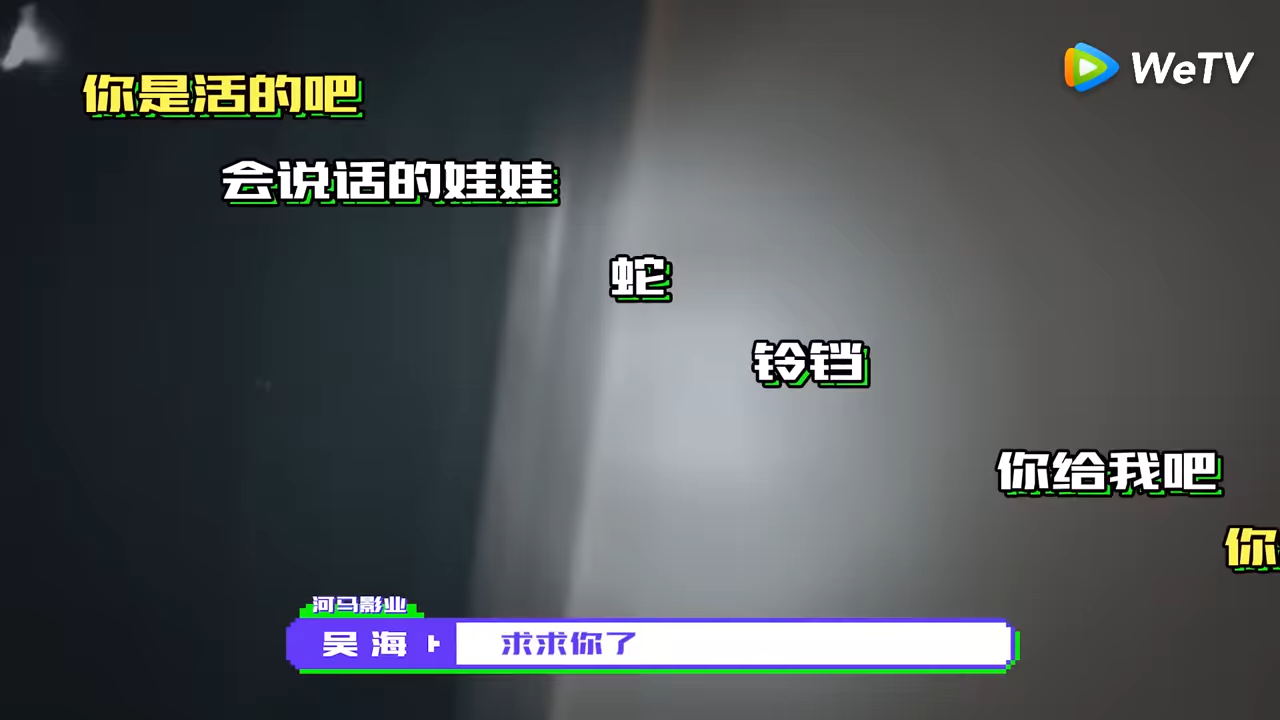 WeTV
你是活的吧
会说话的娃娃
蛇
铃铛
你给我吧
你
河马影业
吴海
求求你了